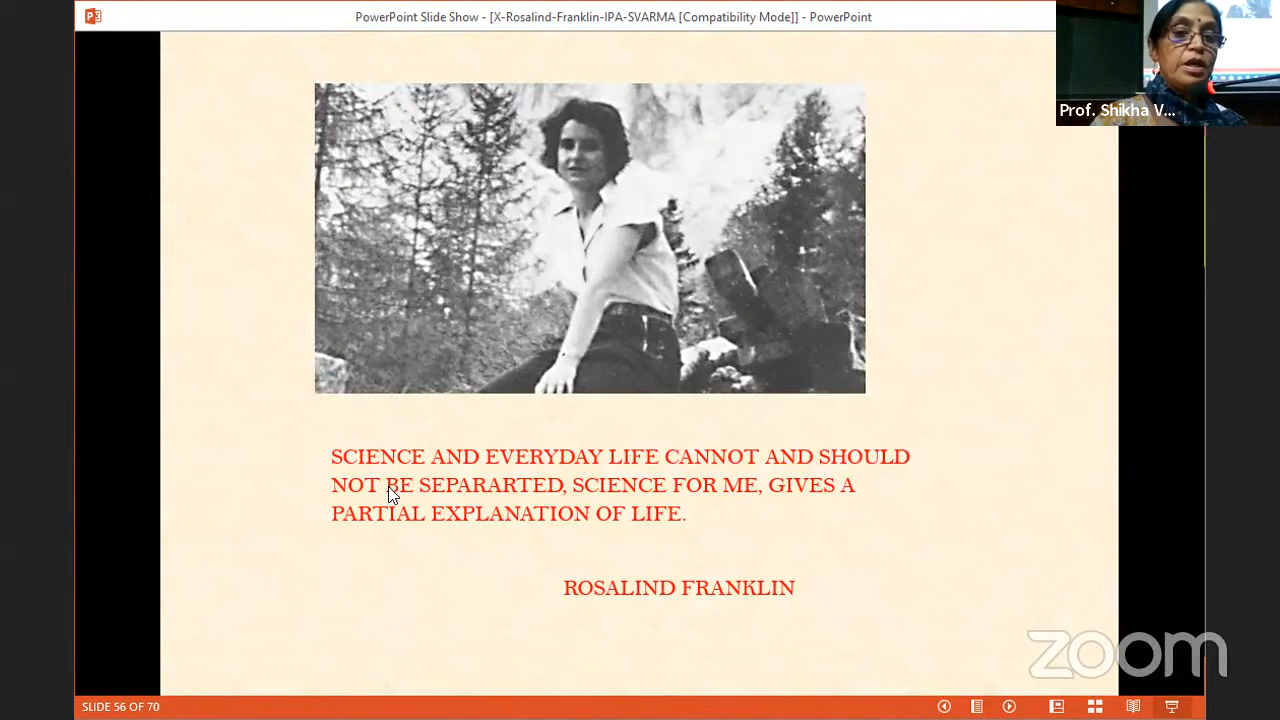 PowerPoint Slide Show - [X-Rosalind-Franklin-IPA-SVARMA [Compatibility Mode]] - PowerPoint
Prof. Shikha V...
SCIENCE AND EVERYDAY LIFE CANNOT AND SHOULD
NOT BE SEPARARTED, SCIENCE FOR ME, GIVES A
PARTIAL EXPLANATION OF LIFE.
ROSALIND FRANKLIN
zoom
SLIDE 56 OF 70